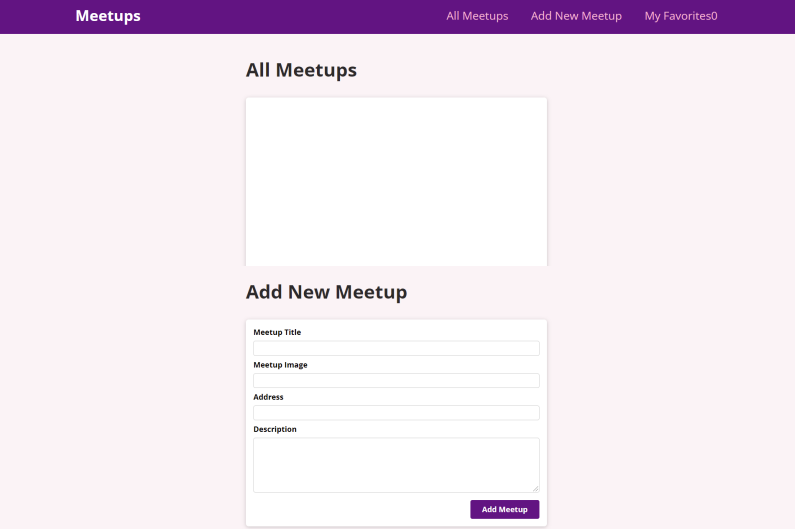 Meetups
All Meetups Add New Meetup My Favorites0
All Meetups
Add New Meetup
Meetup Title
Meetup Image
Address
Description
Add Meetup